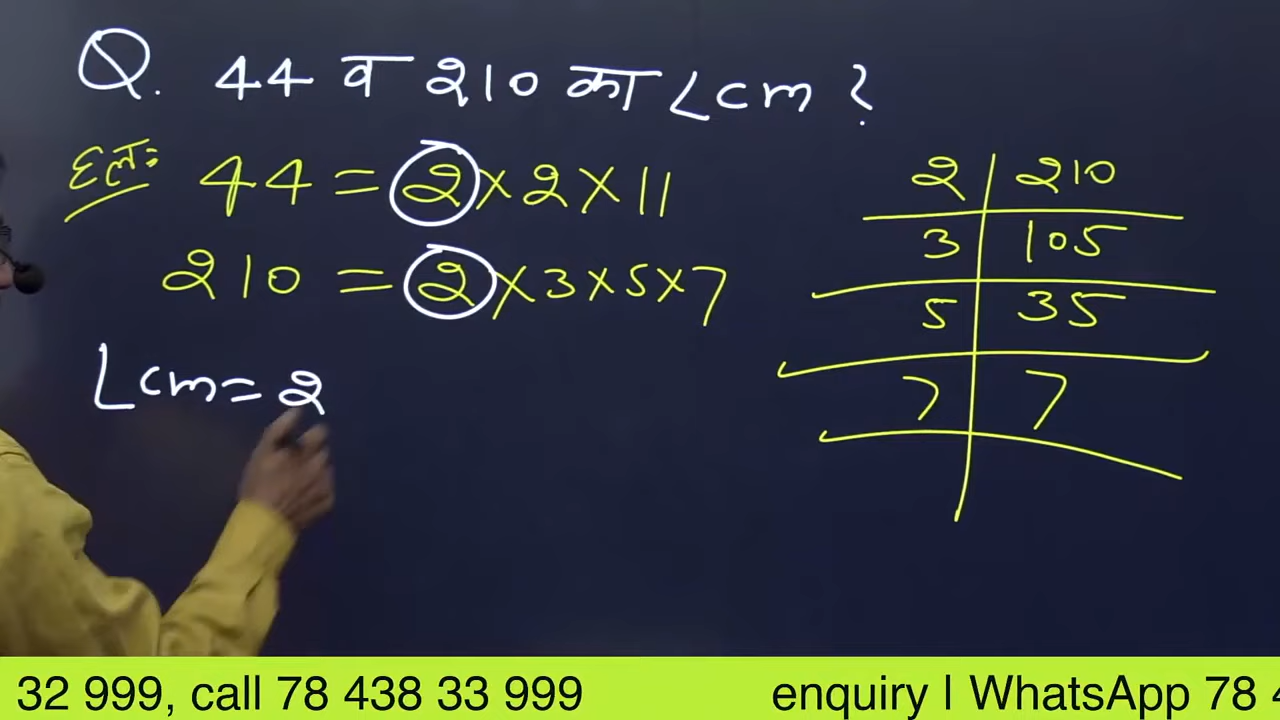 Q. 44 व 210 का Lcm ?
हलः 44 = 2 × 2 × 11
210 = 2 × 3 × 5 × 7
Lcm = 2
2 210
3 105
5 35
7 7
32 999, call 78 438 33 999 enquiry I WhatsApp 78 4